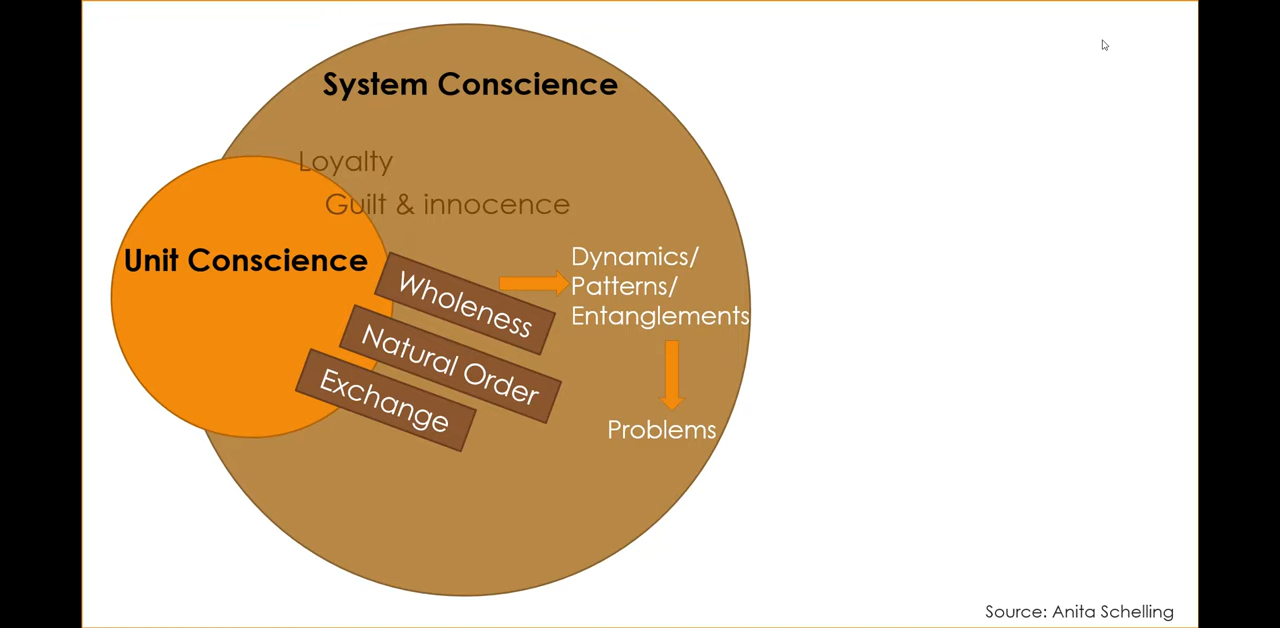 System Conscience
Loyalty
Guilt & innocence
Unit Conscience
Wholeness
Natural Order
Exchange
Dynamics/
Patterns/
Entanglements
Problems
Source: Anita Schelling